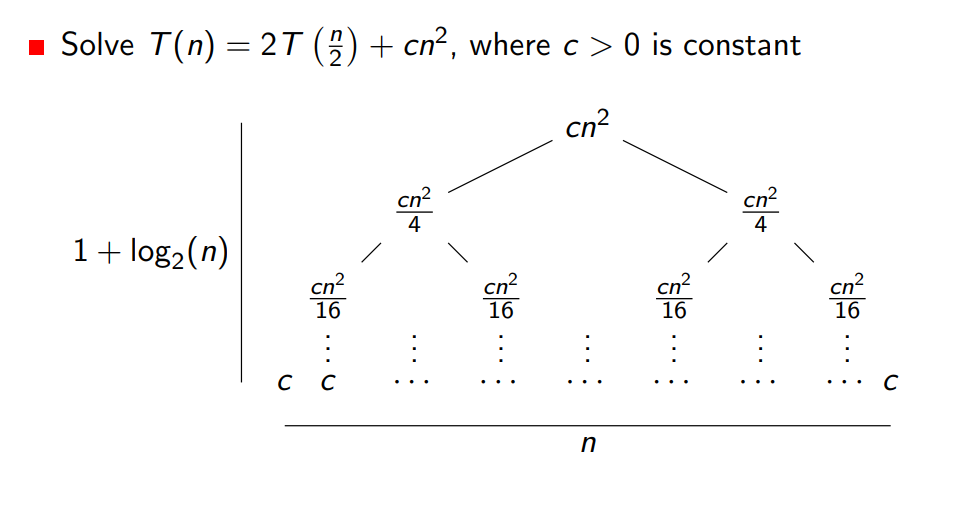 Solve T(n) = 2T(n/2) + cn², where c > 0 is constant
cn²
cn²/4 cn²/4
1 + log₂(n)
cn²/16 cn²/16 cn²/16 cn²/16
⋮ ⋮ ⋮ ⋮ ⋮ ⋮ ⋮
c c ⋯ ⋯ ⋯ ⋯ ⋯ ⋯ c
n